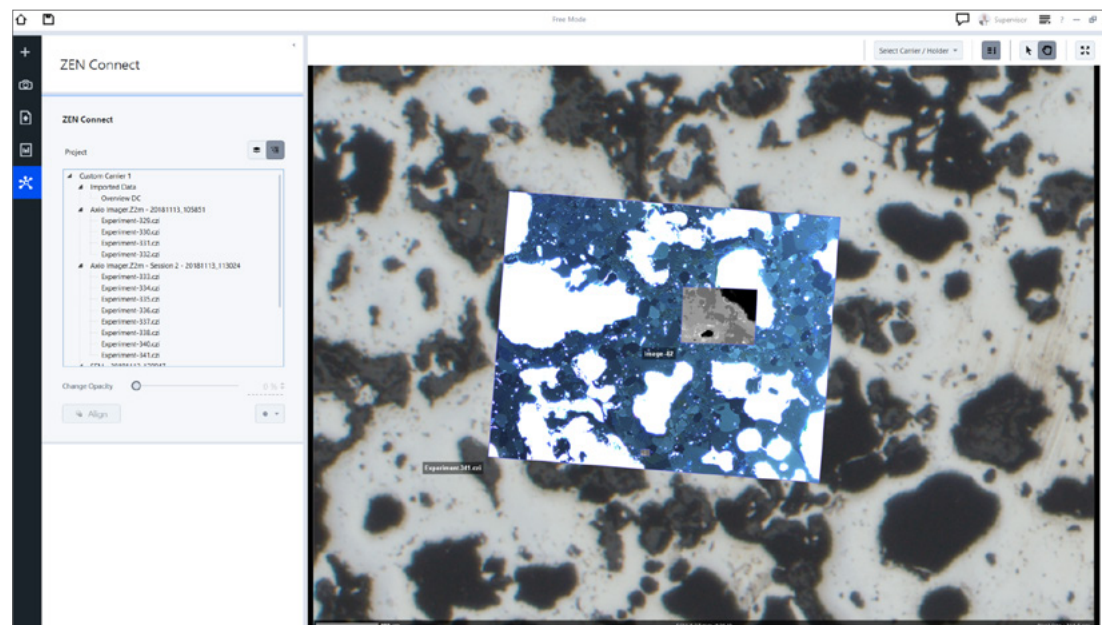 Free Mode
Supervisor
?
ZEN Connect
Select Carrier / Holder
ZEN Connect
Project
Custom Carrier 1
Imported Data
Overview DC
Axio Imager.Z2m - 20181113_105851
Experiment-329.czi
Experiment-330.czi
Experiment-331.czi
Experiment-332.czi
Axio Imager.Z2m - Session 2 - 20181113_113024
Experiment-333.czi
Experiment-334.czi
Experiment-335.czi
Experiment-336.czi
Experiment-337.czi
Experiment-338.czi
Experiment-340.czi
Experiment-341.czi
Change Opacity
0 %
Align
Image -02
Experiment-341.czi